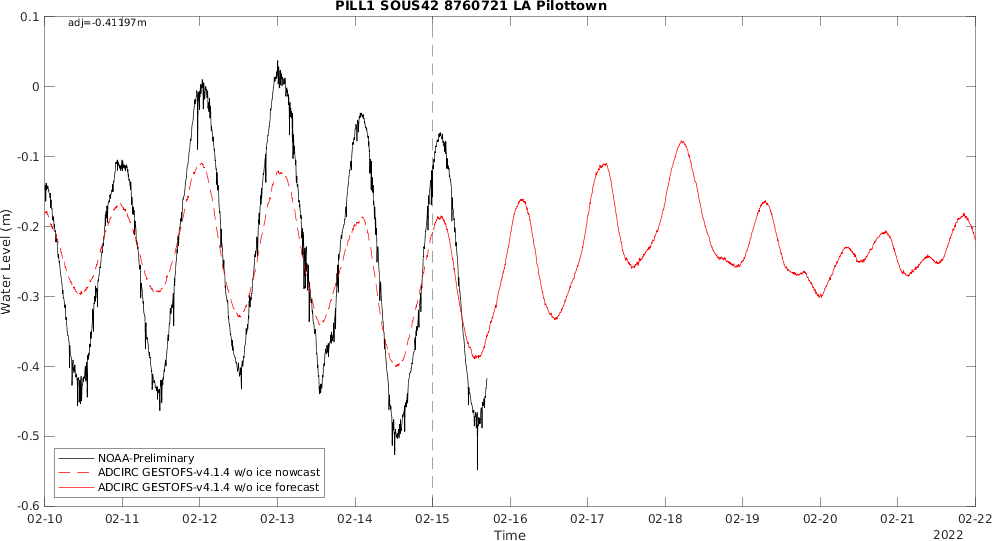 PILL1 SOUS42 8760721 LA Pilottown
adj=-0.41197m
0.1
0
-0.1
-0.2
-0.3
-0.4
-0.5
-0.6
Water Level (m)
NOAA-Preliminary
ADCIRC GESTOFS-v4.1.4 w/o ice nowcast
ADCIRC GESTOFS-v4.1.4 w/o ice forecast
02-10 02-11 02-12 02-13 02-14 02-15 02-16 02-17 02-18 02-19 02-20 02-21 02-22
Time
2022